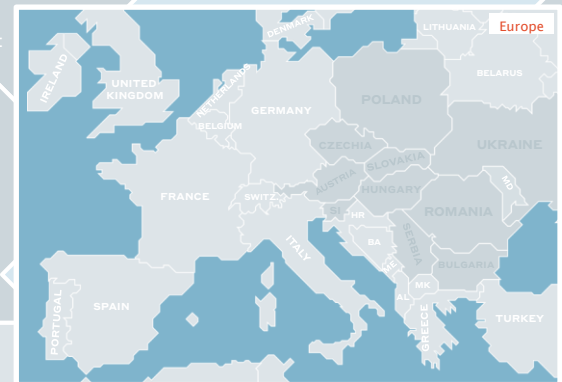 Europe
DENMARK
LITHUANIA
IRELAND
UNITED
KINGDOM
NETHERLANDS
BELARUS
GERMANY
POLAND
BELGIUM
CZECHIA
UKRAINE
SLOVAKIA
AUSTRIA
HUNGARY
MD
FRANCE
SWITZ
SI
HR
ROMANIA
ITALY
BA
SERBIA
ME
BULGARIA
MK
AL
PORTUGAL
SPAIN
GREECE
TURKEY